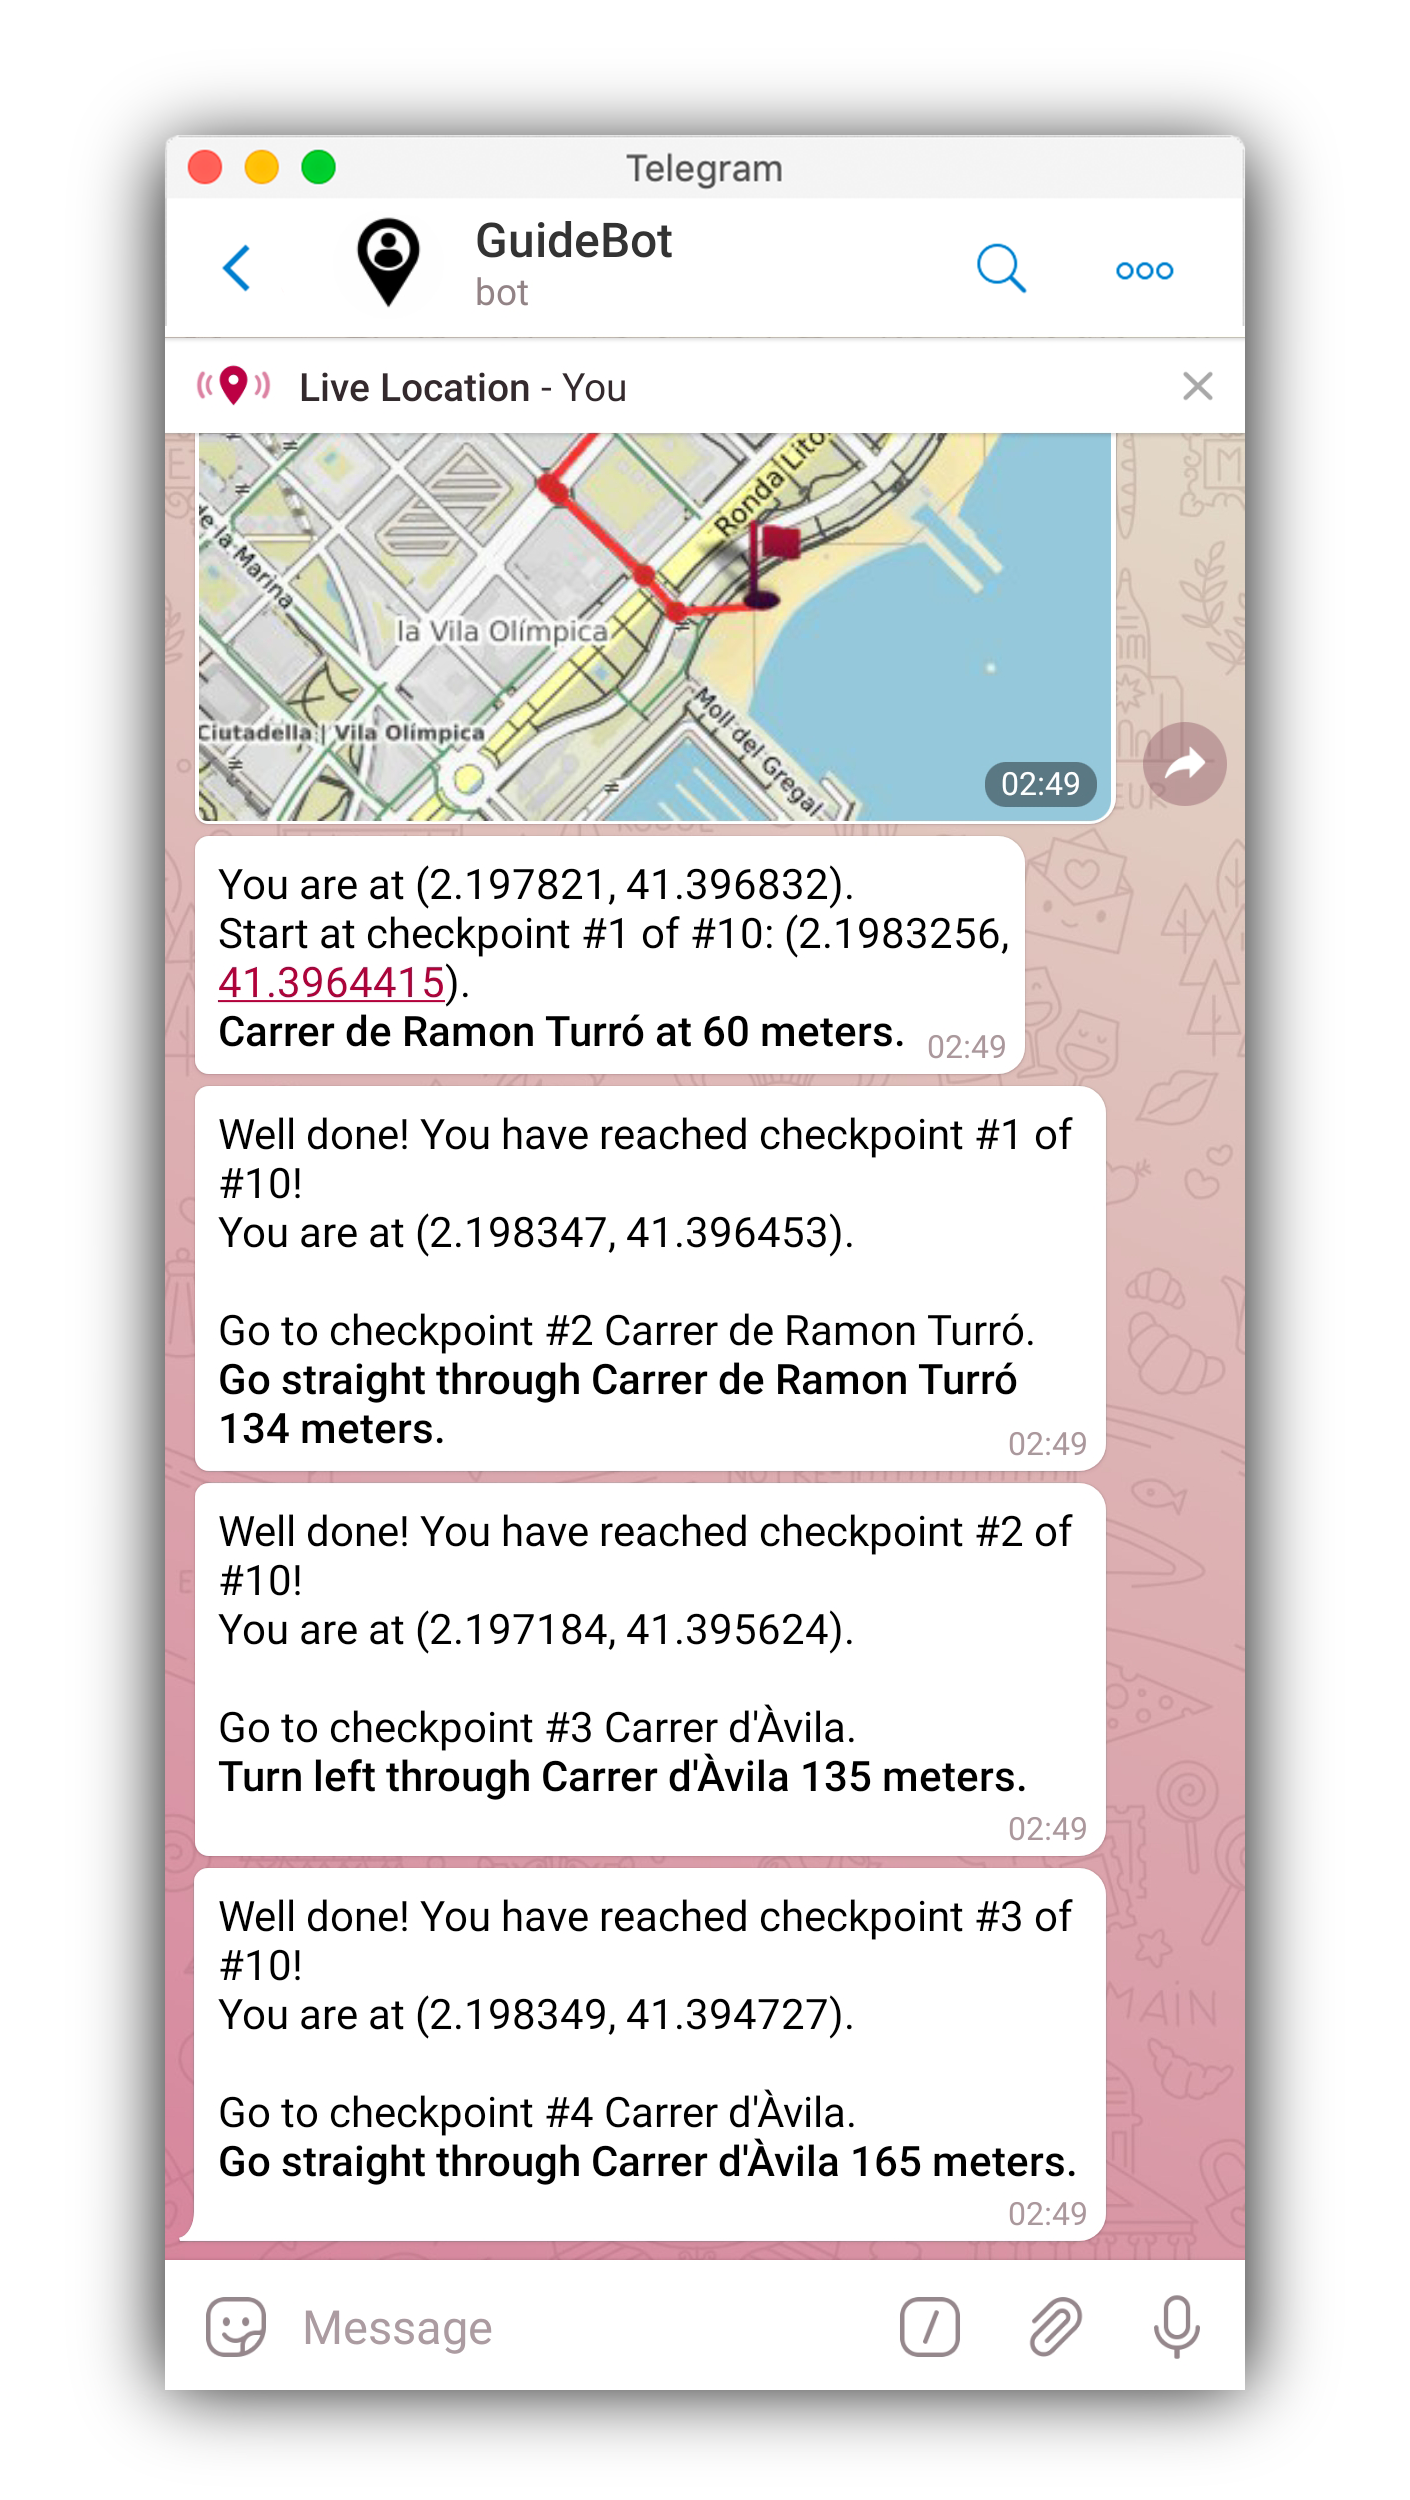 Telegram
GuideBot
bot
Live Location - You
Ronda Lito
de la Marina
la Vila Olímpica
Ciutadella | Vila Olímpica
Moll del Gregal
02:49
You are at (2.197821, 41.396832).
Start at checkpoint #1 of #10: (2.1983256,
41.3964415).
Carrer de Ramon Turró at 60 meters.
02:49
Well done! You have reached checkpoint #1 of
#10!
You are at (2.198347, 41.396453).
Go to checkpoint #2 Carrer de Ramon Turró.
Go straight through Carrer de Ramon Turró
134 meters.
02:49
Well done! You have reached checkpoint #2 of
#10!
You are at (2.197184, 41.395624).
Go to checkpoint #3 Carrer d'Àvila.
Turn left through Carrer d'Àvila 135 meters.
02:49
Well done! You have reached checkpoint #3 of
#10!
You are at (2.198349, 41.394727).
Go to checkpoint #4 Carrer d'Àvila.
Go straight through Carrer d'Àvila 165 meters.
02:49
Message